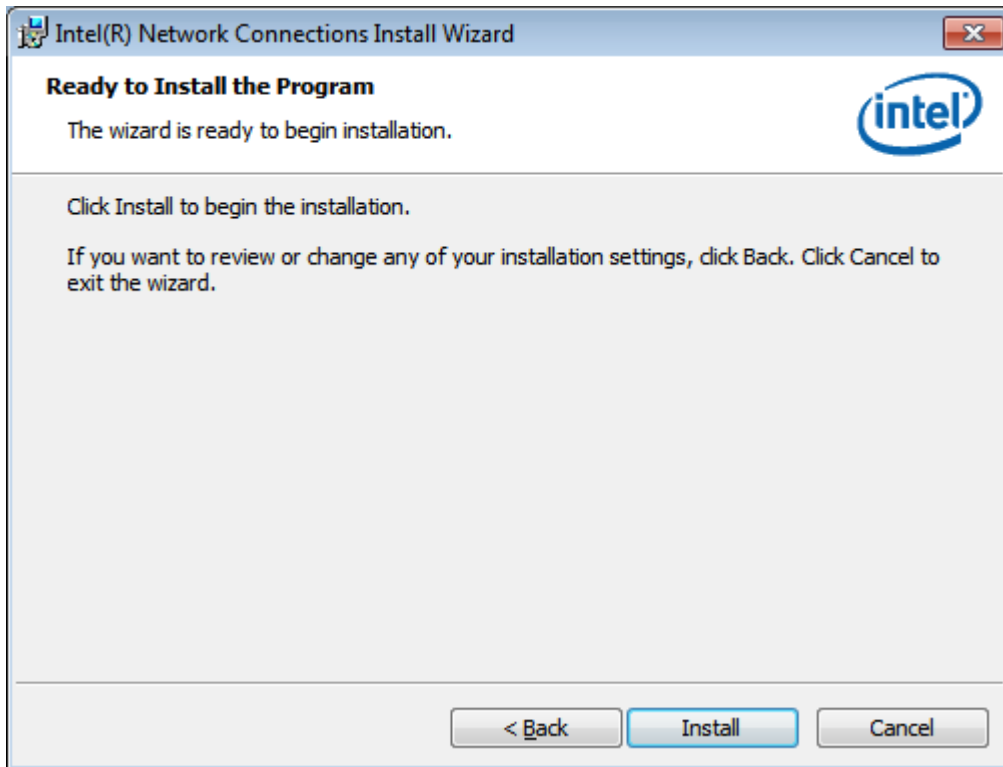 Intel(R) Network Connections Install Wizard
Ready to Install the Program
The wizard is ready to begin installation.
intel
Click Install to begin the installation.
If you want to review or change any of your installation settings, click Back. Click Cancel to
exit the wizard.
< Back
Install
Cancel